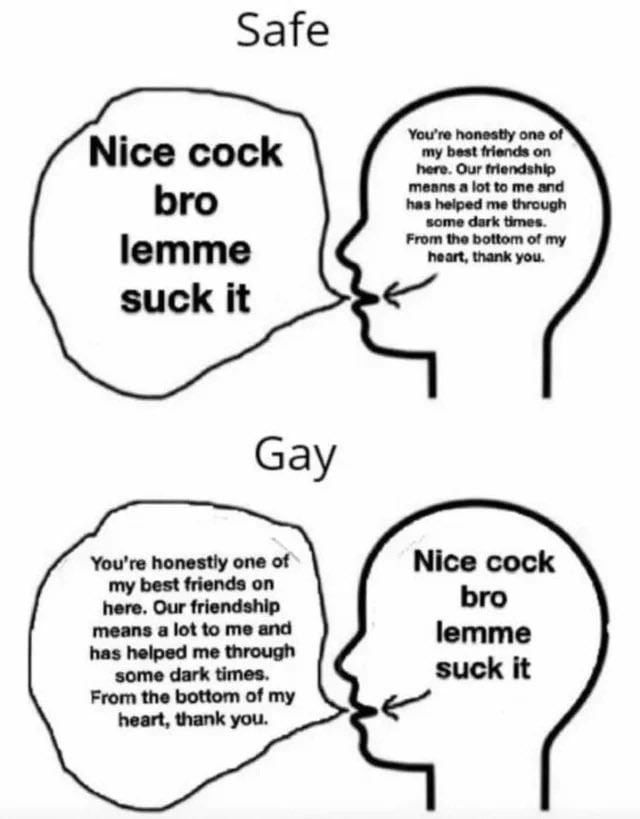 Safe
Nice cock
bro
lemme
suck it
You're honestly one of
my best friends on
here. Our friendship
means a lot to me and
has helped me through
some dark times.
From the bottom of my
heart, thank you.
Gay
You're honestly one of
my best friends on
here. Our friendship
means a lot to me and
has helped me through
some dark times.
From the bottom of my
heart, thank you.
Nice cock
bro
lemme
suck it